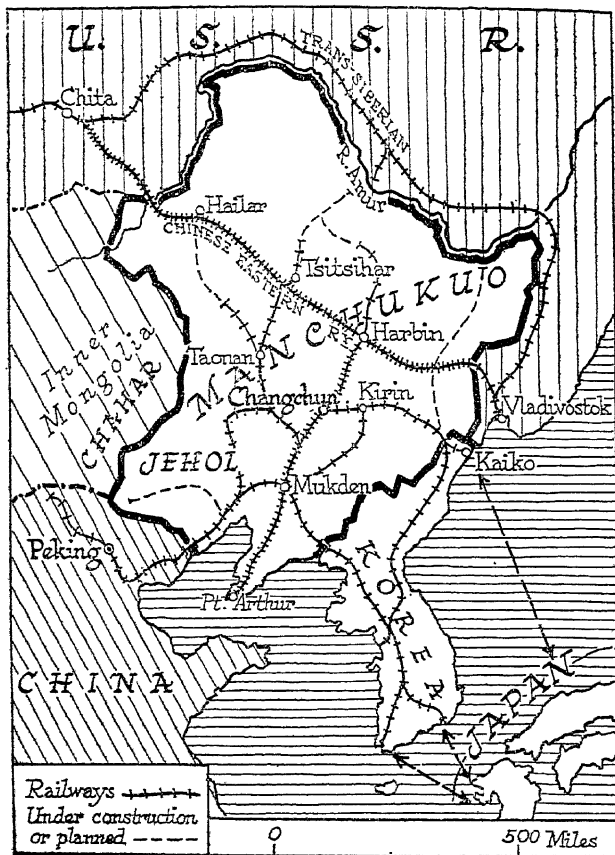 U. S. S. R.
TRANS-SIBERIAN
Chita
R. Amur
Hailar
CHINESE EASTERN RY.
Tsitsihar
MANCHUKUO
Harbin
Inner
Mongolia
CHAHAR
Taonan
Changchun
Kirin
Vladivostok
JEHOL
Kaiko
Mukden
Peking
Pt. Arthur
KOREA
CHINA
JAPAN
Railways
Under construction
or planned
0 500 Miles